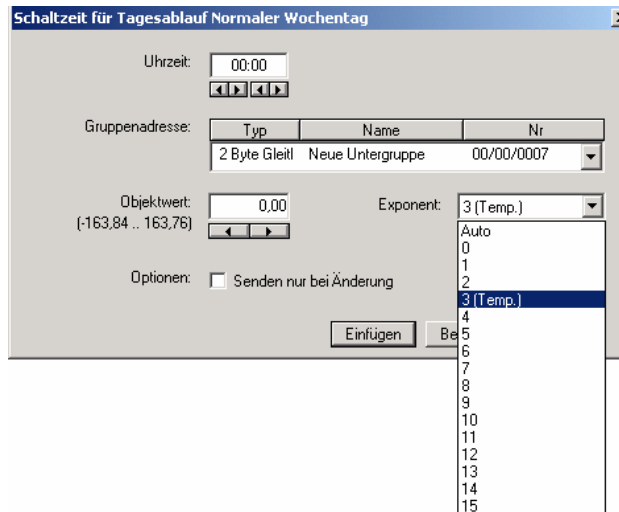 Schaltzeit für Tagesablauf Normaler Wochentag
Uhrzeit: 00:00
Gruppenadresse: Typ Name Nr
2 Byte Gleitl Neue Untergruppe 00/00/0007
Objektwert: 0,00 Exponent: 3 (Temp.)
(-163,84 .. 163,76)
Auto
0
1
2
3 (Temp.)
4
5
6
7
8
9
10
11
12
13
14
15
Optionen: Senden nur bei Änderung
Einfügen Be